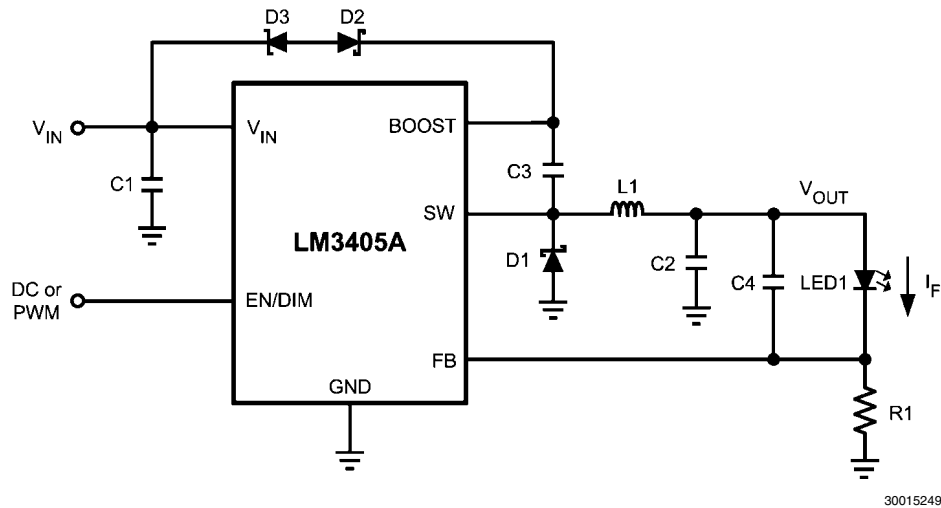 D3
D2
V_IN
V_IN
BOOST
C1
C3
L1
V_OUT
SW
LM3405A
D1
C2
C4
LED1
I_F
DC or
PWM
EN/DIM
FB
GND
R1
30015249